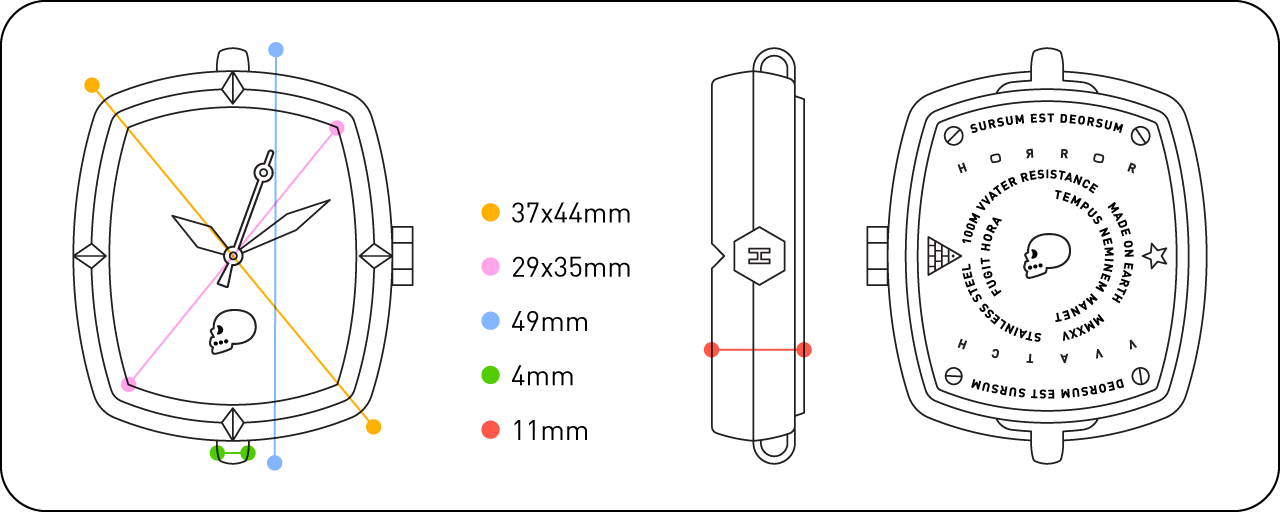 37x44mm
29x35mm
49mm
4mm
11mm
H
SURSUM EST DEORSUM
H O Я R O R
100M VVATER RESISTANCE
MADE ON EARTH
MMXXV
STAINLESS STEEL
TEMPUS NEMINEM MANET
FUGIT HORA
V V A T C H
DEORSUM EST SURSUM